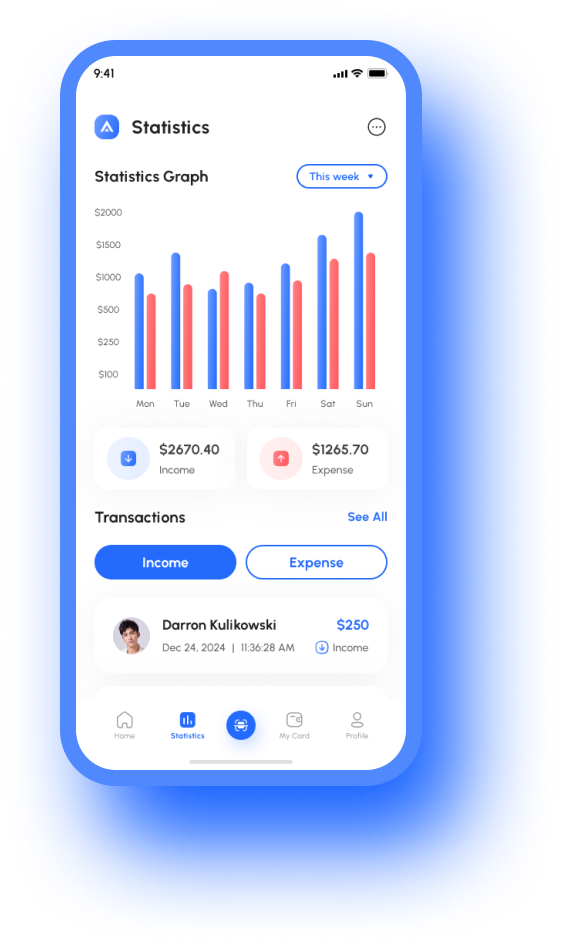 9:41
Statistics
Statistics Graph
This week
$2000
$1500
$1000
$500
$250
$100
Mon Tue Wed Thu Fri Sat Sun
$2670.40 $1265.70
Income Expense
Transactions See All
Income Expense
Darron Kulikowski $250
Dec 24, 2024 | 11:36:28 AM Income
Home Statistics My Card Profile